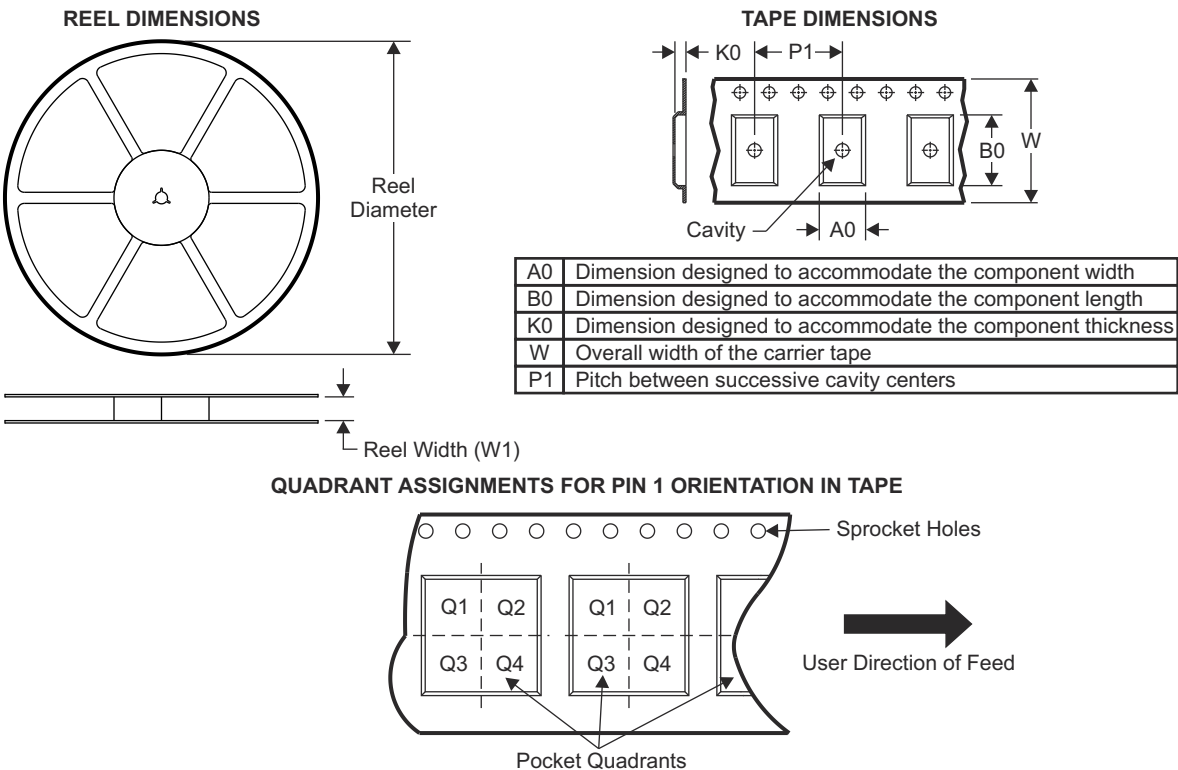 REEL DIMENSIONS
Reel
Diameter
Reel Width (W1)
TAPE DIMENSIONS
K0
P1
W
B0
Cavity
A0
A0 Dimension designed to accommodate the component width
B0 Dimension designed to accommodate the component length
K0 Dimension designed to accommodate the component thickness
W Overall width of the carrier tape
P1 Pitch between successive cavity centers
QUADRANT ASSIGNMENTS FOR PIN 1 ORIENTATION IN TAPE
Sprocket Holes
Q1 Q2 Q1 Q2
Q3 Q4 Q3 Q4
User Direction of Feed
Pocket Quadrants